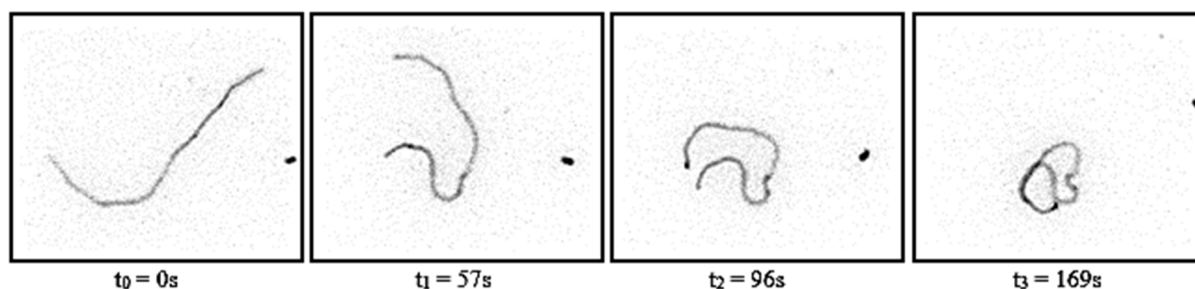 t₀ = 0s t₁ = 57s t₂ = 96s t₃ = 169s